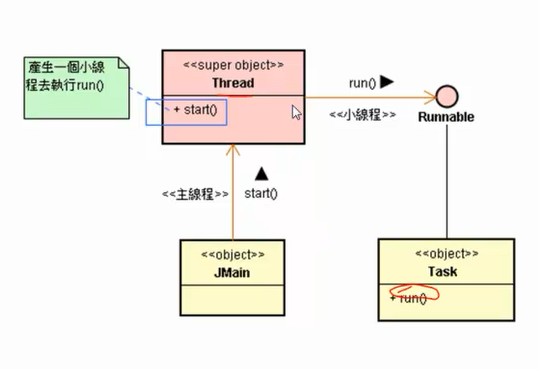 產生一個小線
程去執行run()
<<super object>>
Thread
+ start()
run() ▶
<<小線程>>
Runnable
<<主線程>>
▲
start()
<<object>>
JMain
<<object>>
Task
+ run()